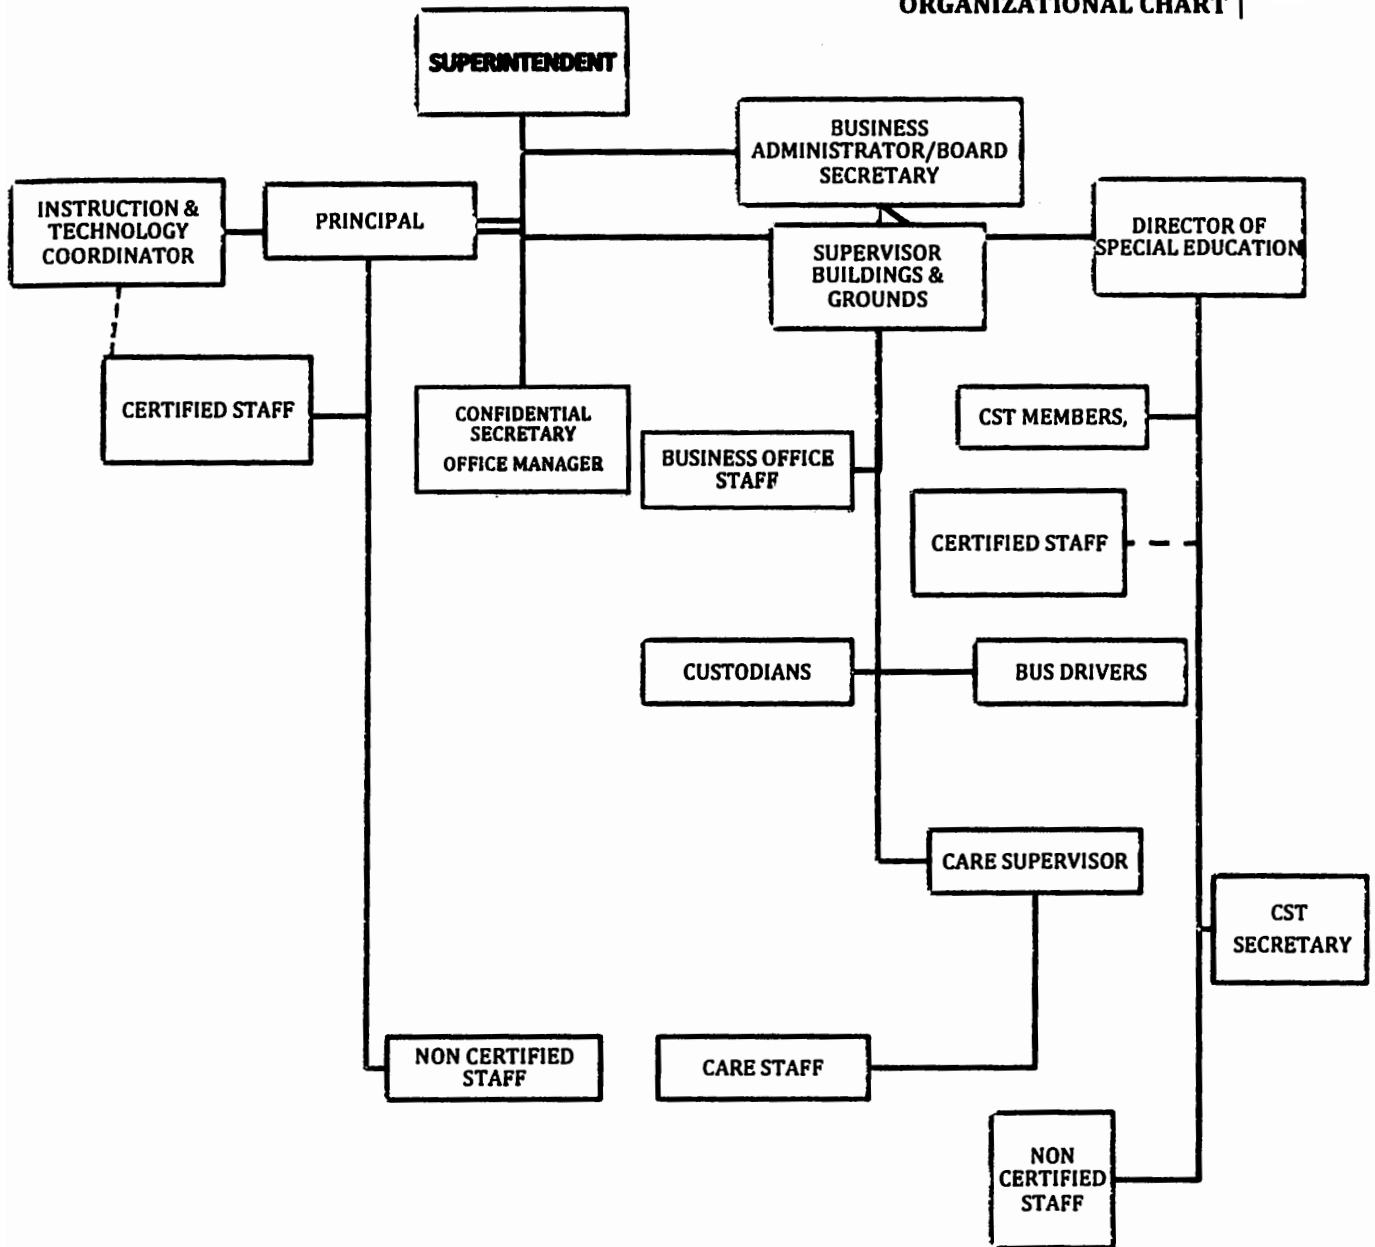 ORGANIZATIONAL CHART
SUPERINTENDENT
BUSINESS
ADMINISTRATOR/BOARD
SECRETARY
INSTRUCTION &
TECHNOLOGY
COORDINATOR
PRINCIPAL
SUPERVISOR
BUILDINGS &
GROUNDS
DIRECTOR OF
SPECIAL EDUCATION
CERTIFIED STAFF
CONFIDENTIAL
SECRETARY
OFFICE MANAGER
BUSINESS OFFICE
STAFF
CST MEMBERS,
CERTIFIED STAFF
CUSTODIANS
BUS DRIVERS
CARE SUPERVISOR
CST
SECRETARY
NON CERTIFIED
STAFF
CARE STAFF
NON
CERTIFIED
STAFF